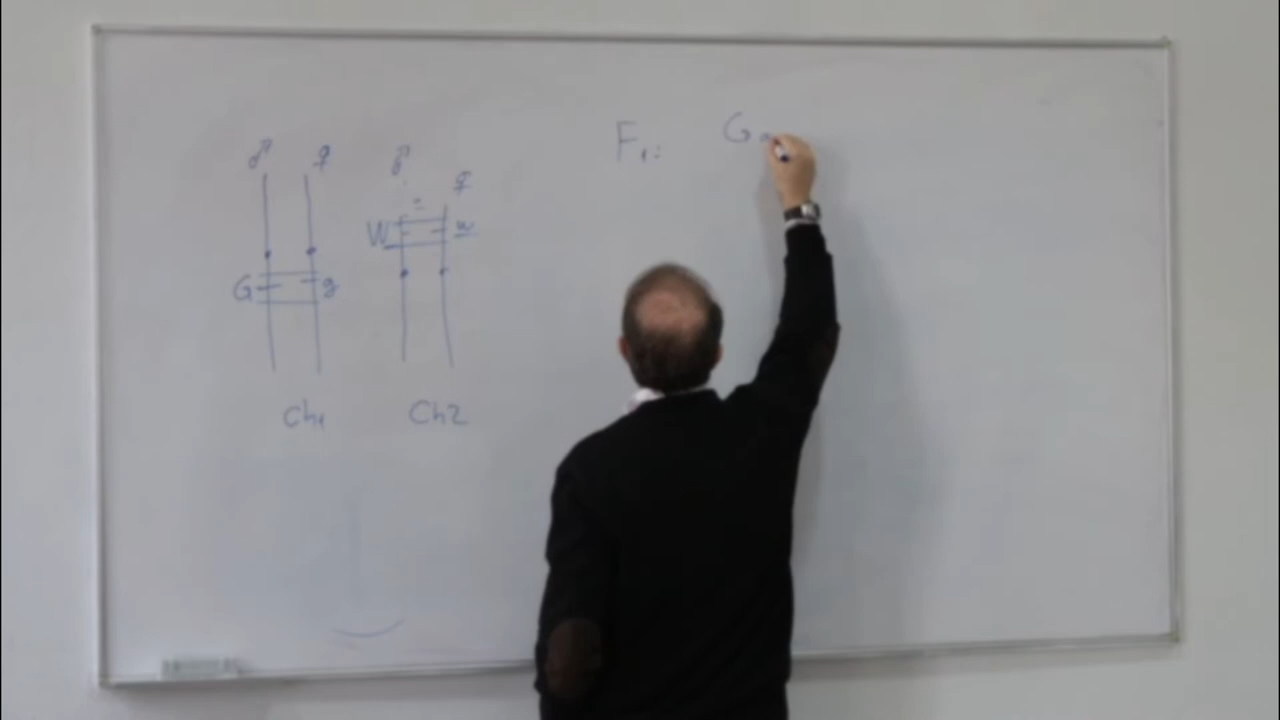 ♂ ♀ ♂ ♀
F1: G
W w
G g
Ch1 Ch2